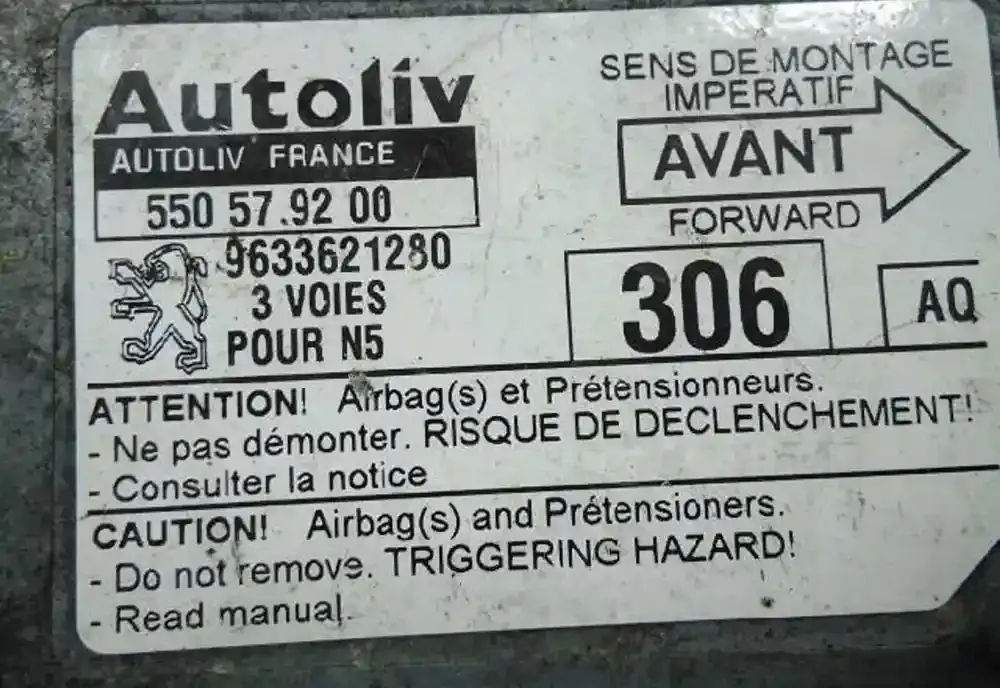 Autoliv
AUTOLIV FRANCE
550 57.92 00
9633621280
3 VOIES
POUR N5
SENS DE MONTAGE
IMPERATIF
AVANT
FORWARD
306
AQ
ATTENTION! Airbag(s) et Prétensionneurs.
- Ne pas démonter. RISQUE DE DECLENCHEMENT!
- Consulter la notice
CAUTION! Airbag(s) and Prétensioners.
- Do not remove. TRIGGERING HAZARD!
- Read manual.